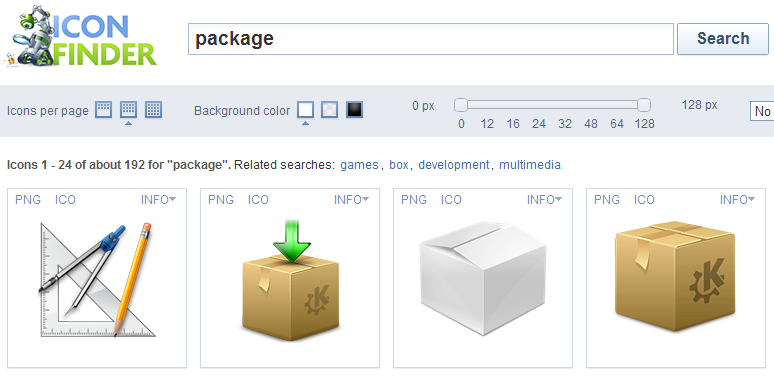 ICON
FINDER
package
Search
Icons per page
Background color
0 px
128 px
No
0 12 16 24 32 48 64 128
Icons 1 - 24 of about 192 for "package". Related searches: games, box, development, multimedia
PNG ICO INFO
PNG ICO INFO
PNG ICO INFO
PNG ICO INFO
K
K